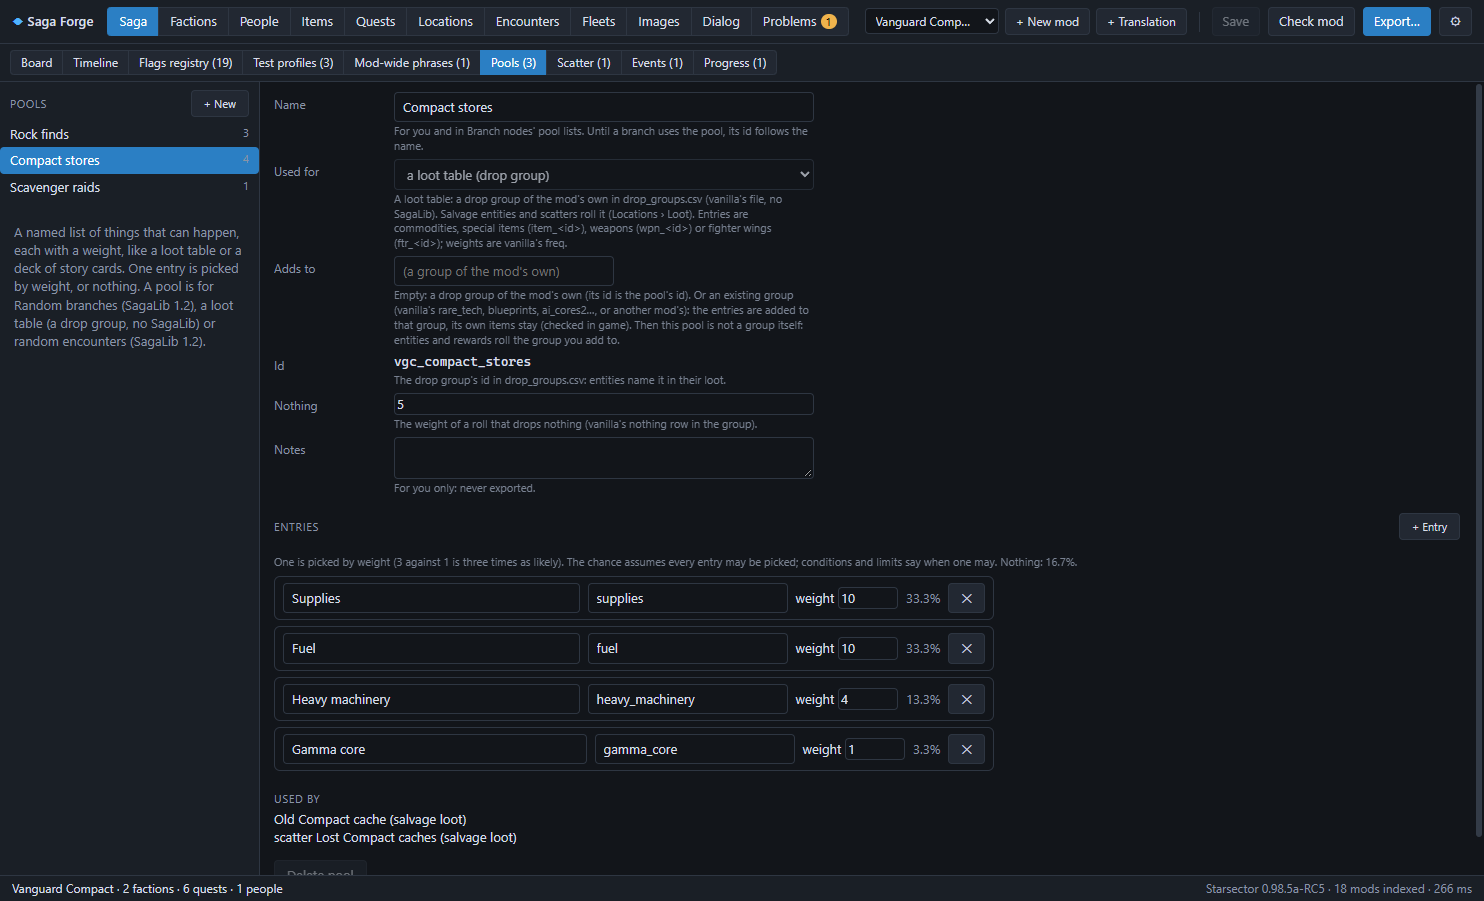 Saga Forge
Saga
Factions
People
Items
Quests
Locations
Encounters
Fleets
Images
Dialog
Problems 1
Vanguard Comp...
+ New mod
+ Translation
Save
Check mod
Export...
Board
Timeline
Flags registry (19)
Test profiles (3)
Mod-wide phrases (1)
Pools (3)
Scatter (1)
Events (1)
Progress (1)
POOLS
+ New
Rock finds 3
Compact stores 4
Scavenger raids 1
A named list of things that can happen,
each with a weight, like a loot table or a
deck of story cards. One entry is picked
by weight, or nothing. A pool is for
Random branches (SagaLib 1.2), a loot
table (a drop group, no SagaLib) or
random encounters (SagaLib 1.2).
Name
Compact stores
For you and in Branch nodes' pool lists. Until a branch uses the pool, its id follows the
name.
Used for
a loot table (drop group)
A loot table: a drop group of the mod's own in drop_groups.csv (vanilla's file, no
SagaLib). Salvage entities and scatters roll it (Locations › Loot). Entries are
commodities, special items (item_<id>), weapons (wpn_<id>) or fighter wings
(ftr_<id>); weights are vanilla's freq.
Adds to
(a group of the mod's own)
Empty: a drop group of the mod's own (its id is the pool's id). Or an existing group
(vanilla's rare_tech, blueprints, ai_cores2..., or another mod's): the entries are added to
that group, its own items stay (checked in game). Then this pool is not a group itself:
entities and rewards roll the group you add to.
Id
vgc_compact_stores
The drop group's id in drop_groups.csv: entities name it in their loot.
Nothing
5
The weight of a roll that drops nothing (vanilla's nothing row in the group).
Notes
For you only: never exported.
ENTRIES
+ Entry
One is picked by weight (3 against 1 is three times as likely). The chance assumes every entry may be picked; conditions and limits say when one may. Nothing: 16.7%.
Supplies supplies weight 10 33.3% ✕
Fuel fuel weight 10 33.3% ✕
Heavy machinery heavy_machinery weight 4 13.3% ✕
Gamma core gamma_core weight 1 3.3% ✕
USED BY
Old Compact cache (salvage loot)
scatter Lost Compact caches (salvage loot)
Delete pool
Vanguard Compact · 2 factions · 6 quests · 1 people
Starsector 0.98.5a-RC5 · 18 mods indexed · 266 ms